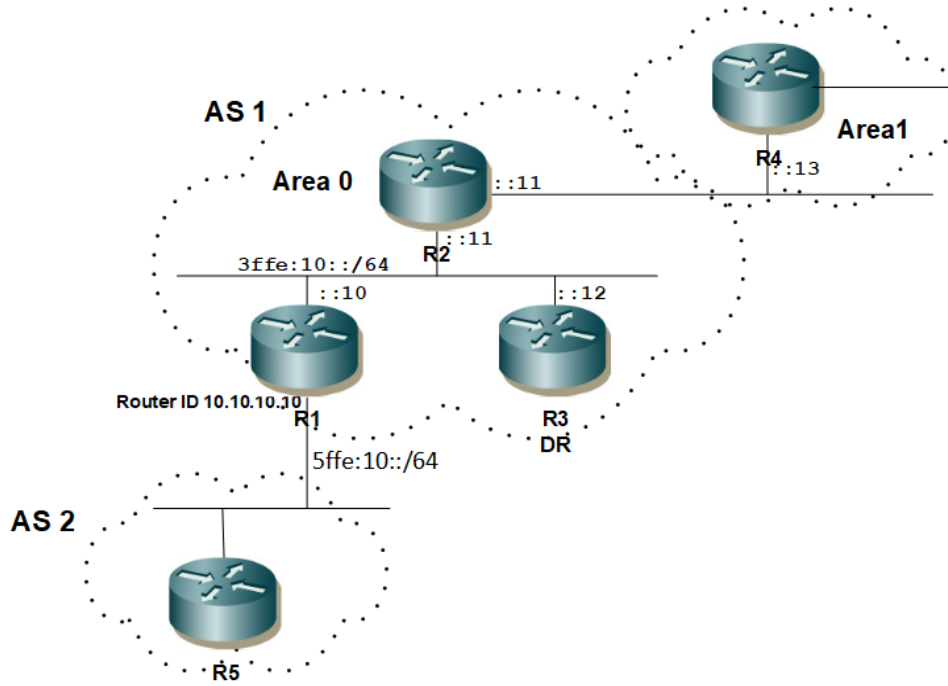 AS 1
Area 0
R2
::11
::11
R4
::13
Area1
3ffe:10::/64
::10
::12
Router ID 10.10.10.10
R1
R3
DR
5ffe:10::/64
AS 2
R5